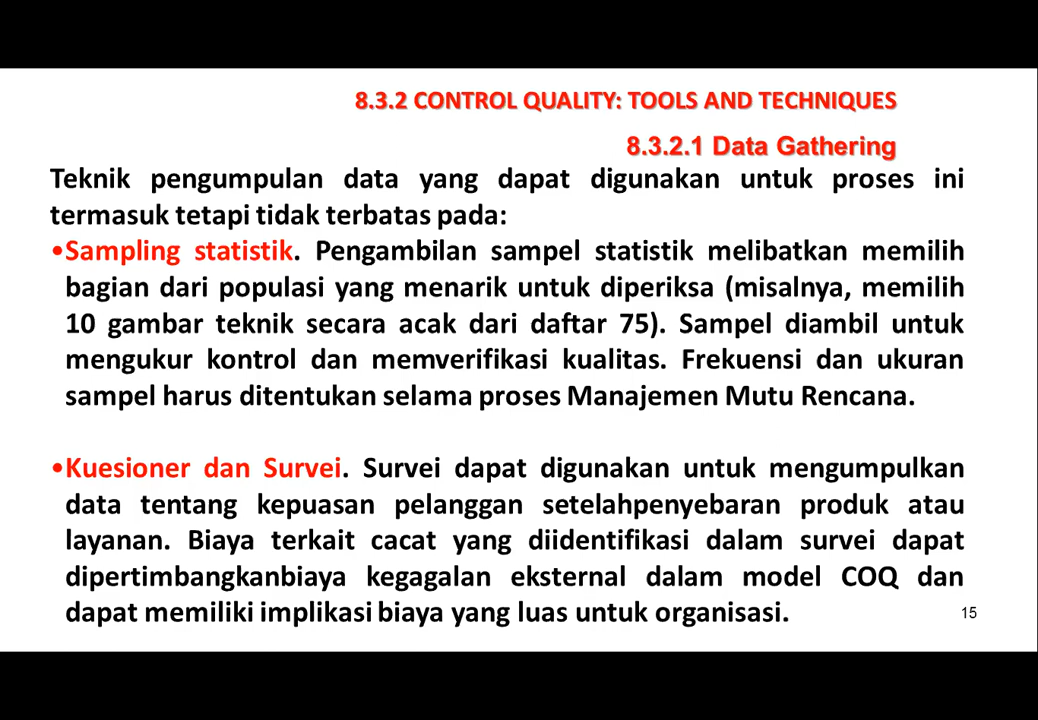 8.3.2 CONTROL QUALITY: TOOLS AND TECHNIQUES
8.3.2.1 Data Gathering
Teknik pengumpulan data yang dapat digunakan untuk proses ini
termasuk tetapi tidak terbatas pada:
•Sampling statistik. Pengambilan sampel statistik melibatkan memilih
bagian dari populasi yang menarik untuk diperiksa (misalnya, memilih
10 gambar teknik secara acak dari daftar 75). Sampel diambil untuk
mengukur kontrol dan memverifikasi kualitas. Frekuensi dan ukuran
sampel harus ditentukan selama proses Manajemen Mutu Rencana.
•Kuesioner dan Survei. Survei dapat digunakan untuk mengumpulkan
data tentang kepuasan pelanggan setelahpenyebaran produk atau
layanan. Biaya terkait cacat yang diidentifikasi dalam survei dapat
dipertimbangkanbiaya kegagalan eksternal dalam model COQ dan
dapat memiliki implikasi biaya yang luas untuk organisasi.
15